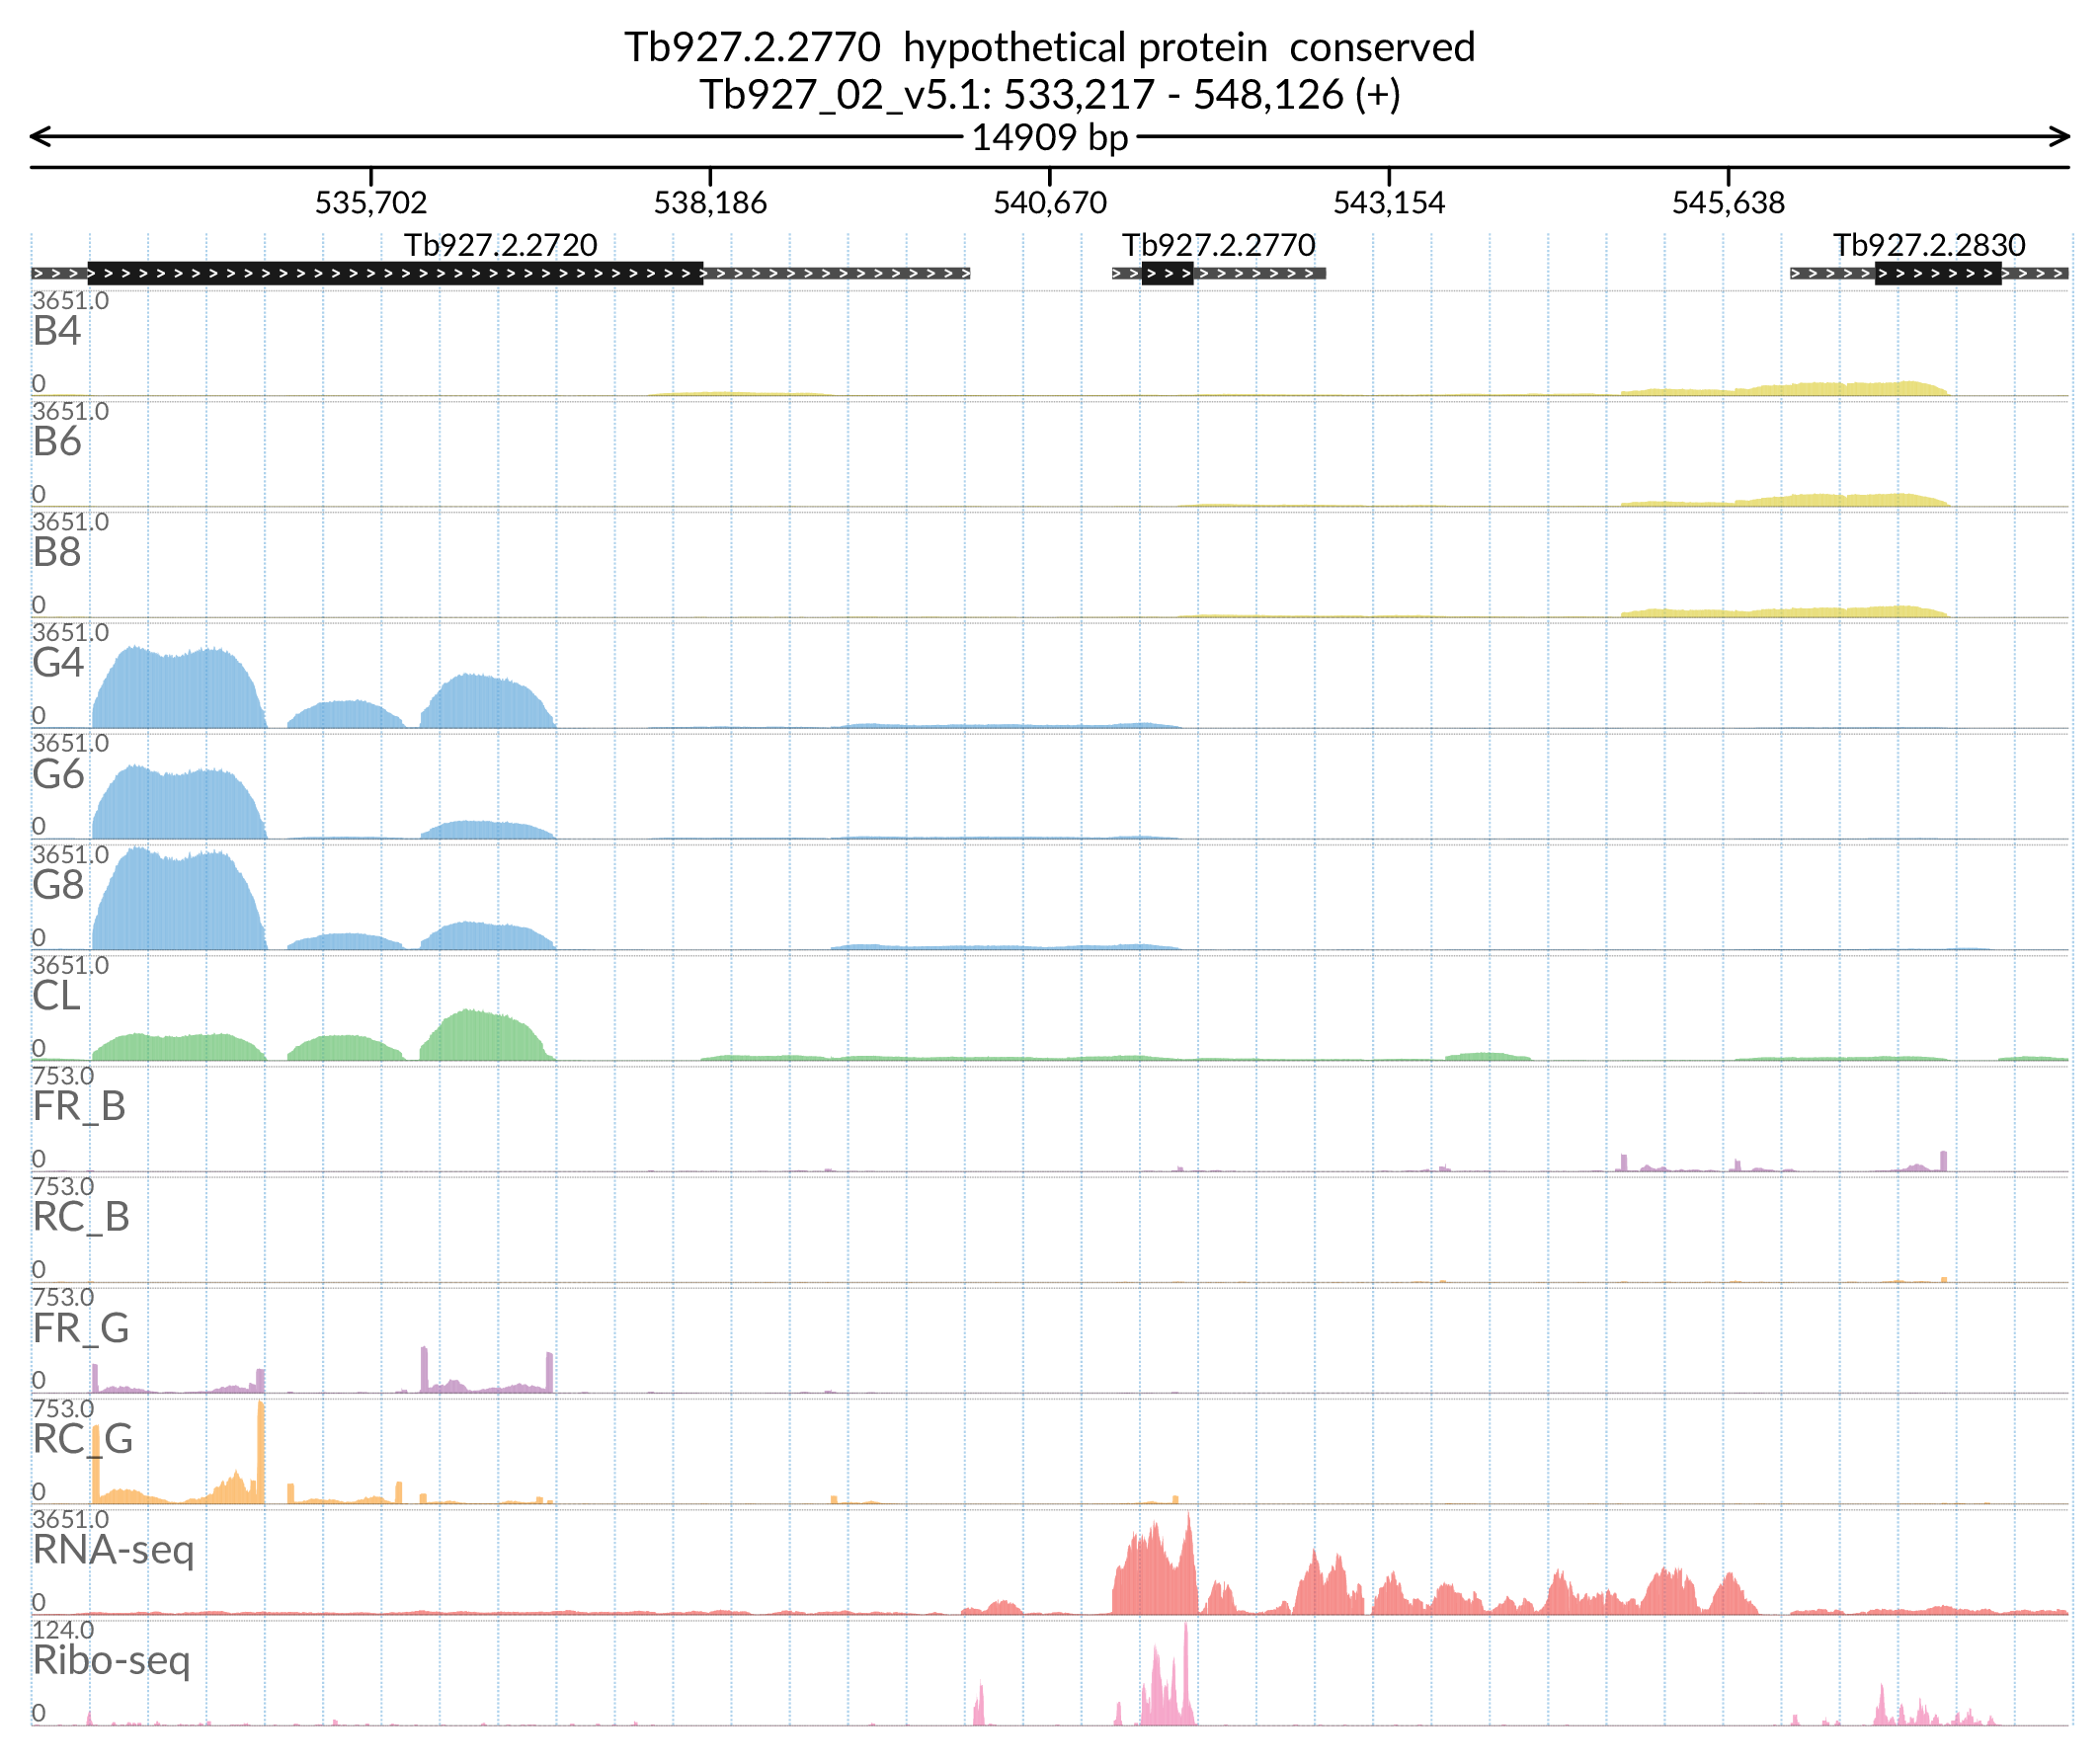 Tb927.2.2770 hypothetical protein conserved
Tb927_02_v5.1: 533,217 - 548,126 (+)
14909 bp
535,702 538,186 540,670 543,154 545,638
Tb927.2.2720 Tb927.2.2770 Tb927.2.2830
3651.0
B4
0
3651.0
B6
0
3651.0
B8
0
3651.0
G4
0
3651.0
G6
0
3651.0
G8
0
3651.0
CL
0
753.0
FR_B
0
753.0
RC_B
0
753.0
FR_G
0
753.0
RC_G
0
3651.0
RNA-seq
0
124.0
Ribo-seq
0